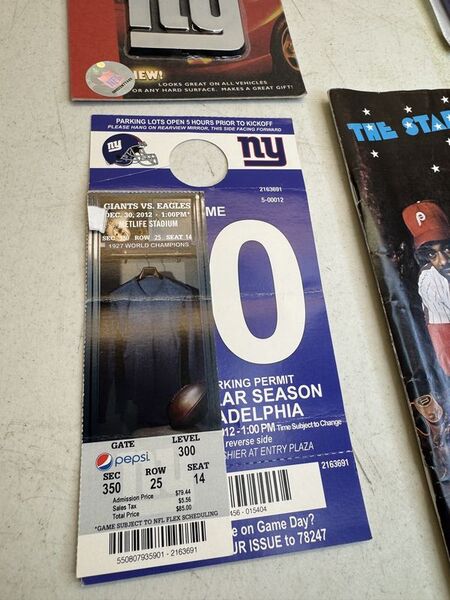 NEW!
LOOKS GREAT ON ALL VEHICLES
OR ANY HARD SURFACE. MAKES A GREAT GIFT!
PARKING LOTS OPEN 5 HOURS PRIOR TO KICKOFF
PLEASE HANG ON REARVIEW MIRROR, THIS SIDE FACING FORWARD
ny
ny
2163691
5-00012
ME
0
RKING PERMIT
AR SEASON
ADELPHIA
012 - 1:00 PM Time Subject to Change
reverse side
SHIER AT ENTRY PLAZA
2163691
456 - 015404
e on Game Day?
UR ISSUE to 78247
GIANTS VS. EAGLES
DEC. 30, 2012 • 1:00PM*
METLIFE STADIUM
SEC 350 ROW 25 SEAT 14
1927 WORLD CHAMPIONS
GATE
LEVEL
pepsi
300
SEC
ROW
SEAT
350
25
14
Admission Price $79.44
Sales Tax $5.56
Total Price $85.00
*GAME SUBJECT TO NFL FLEX SCHEDULING
550807935901 - 2163691
THE STA
P